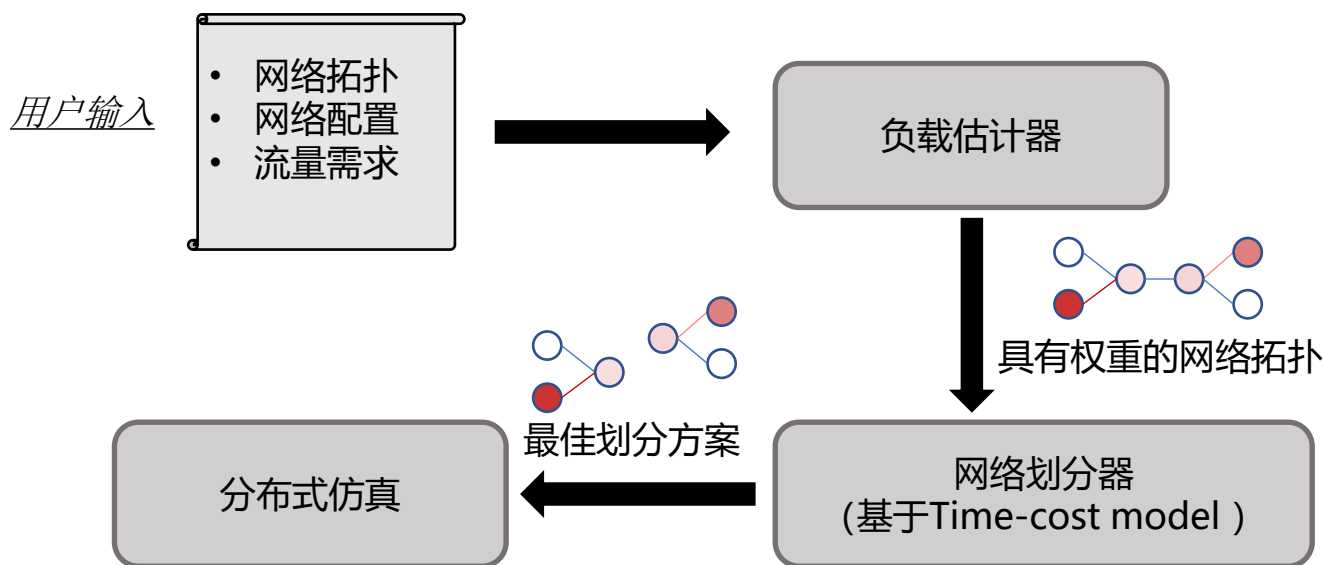 用户输入
• 网络拓扑
• 网络配置
• 流量需求
负载估计器
具有权重的网络拓扑
最佳划分方案
分布式仿真
网络划分器
（基于Time-cost model ）